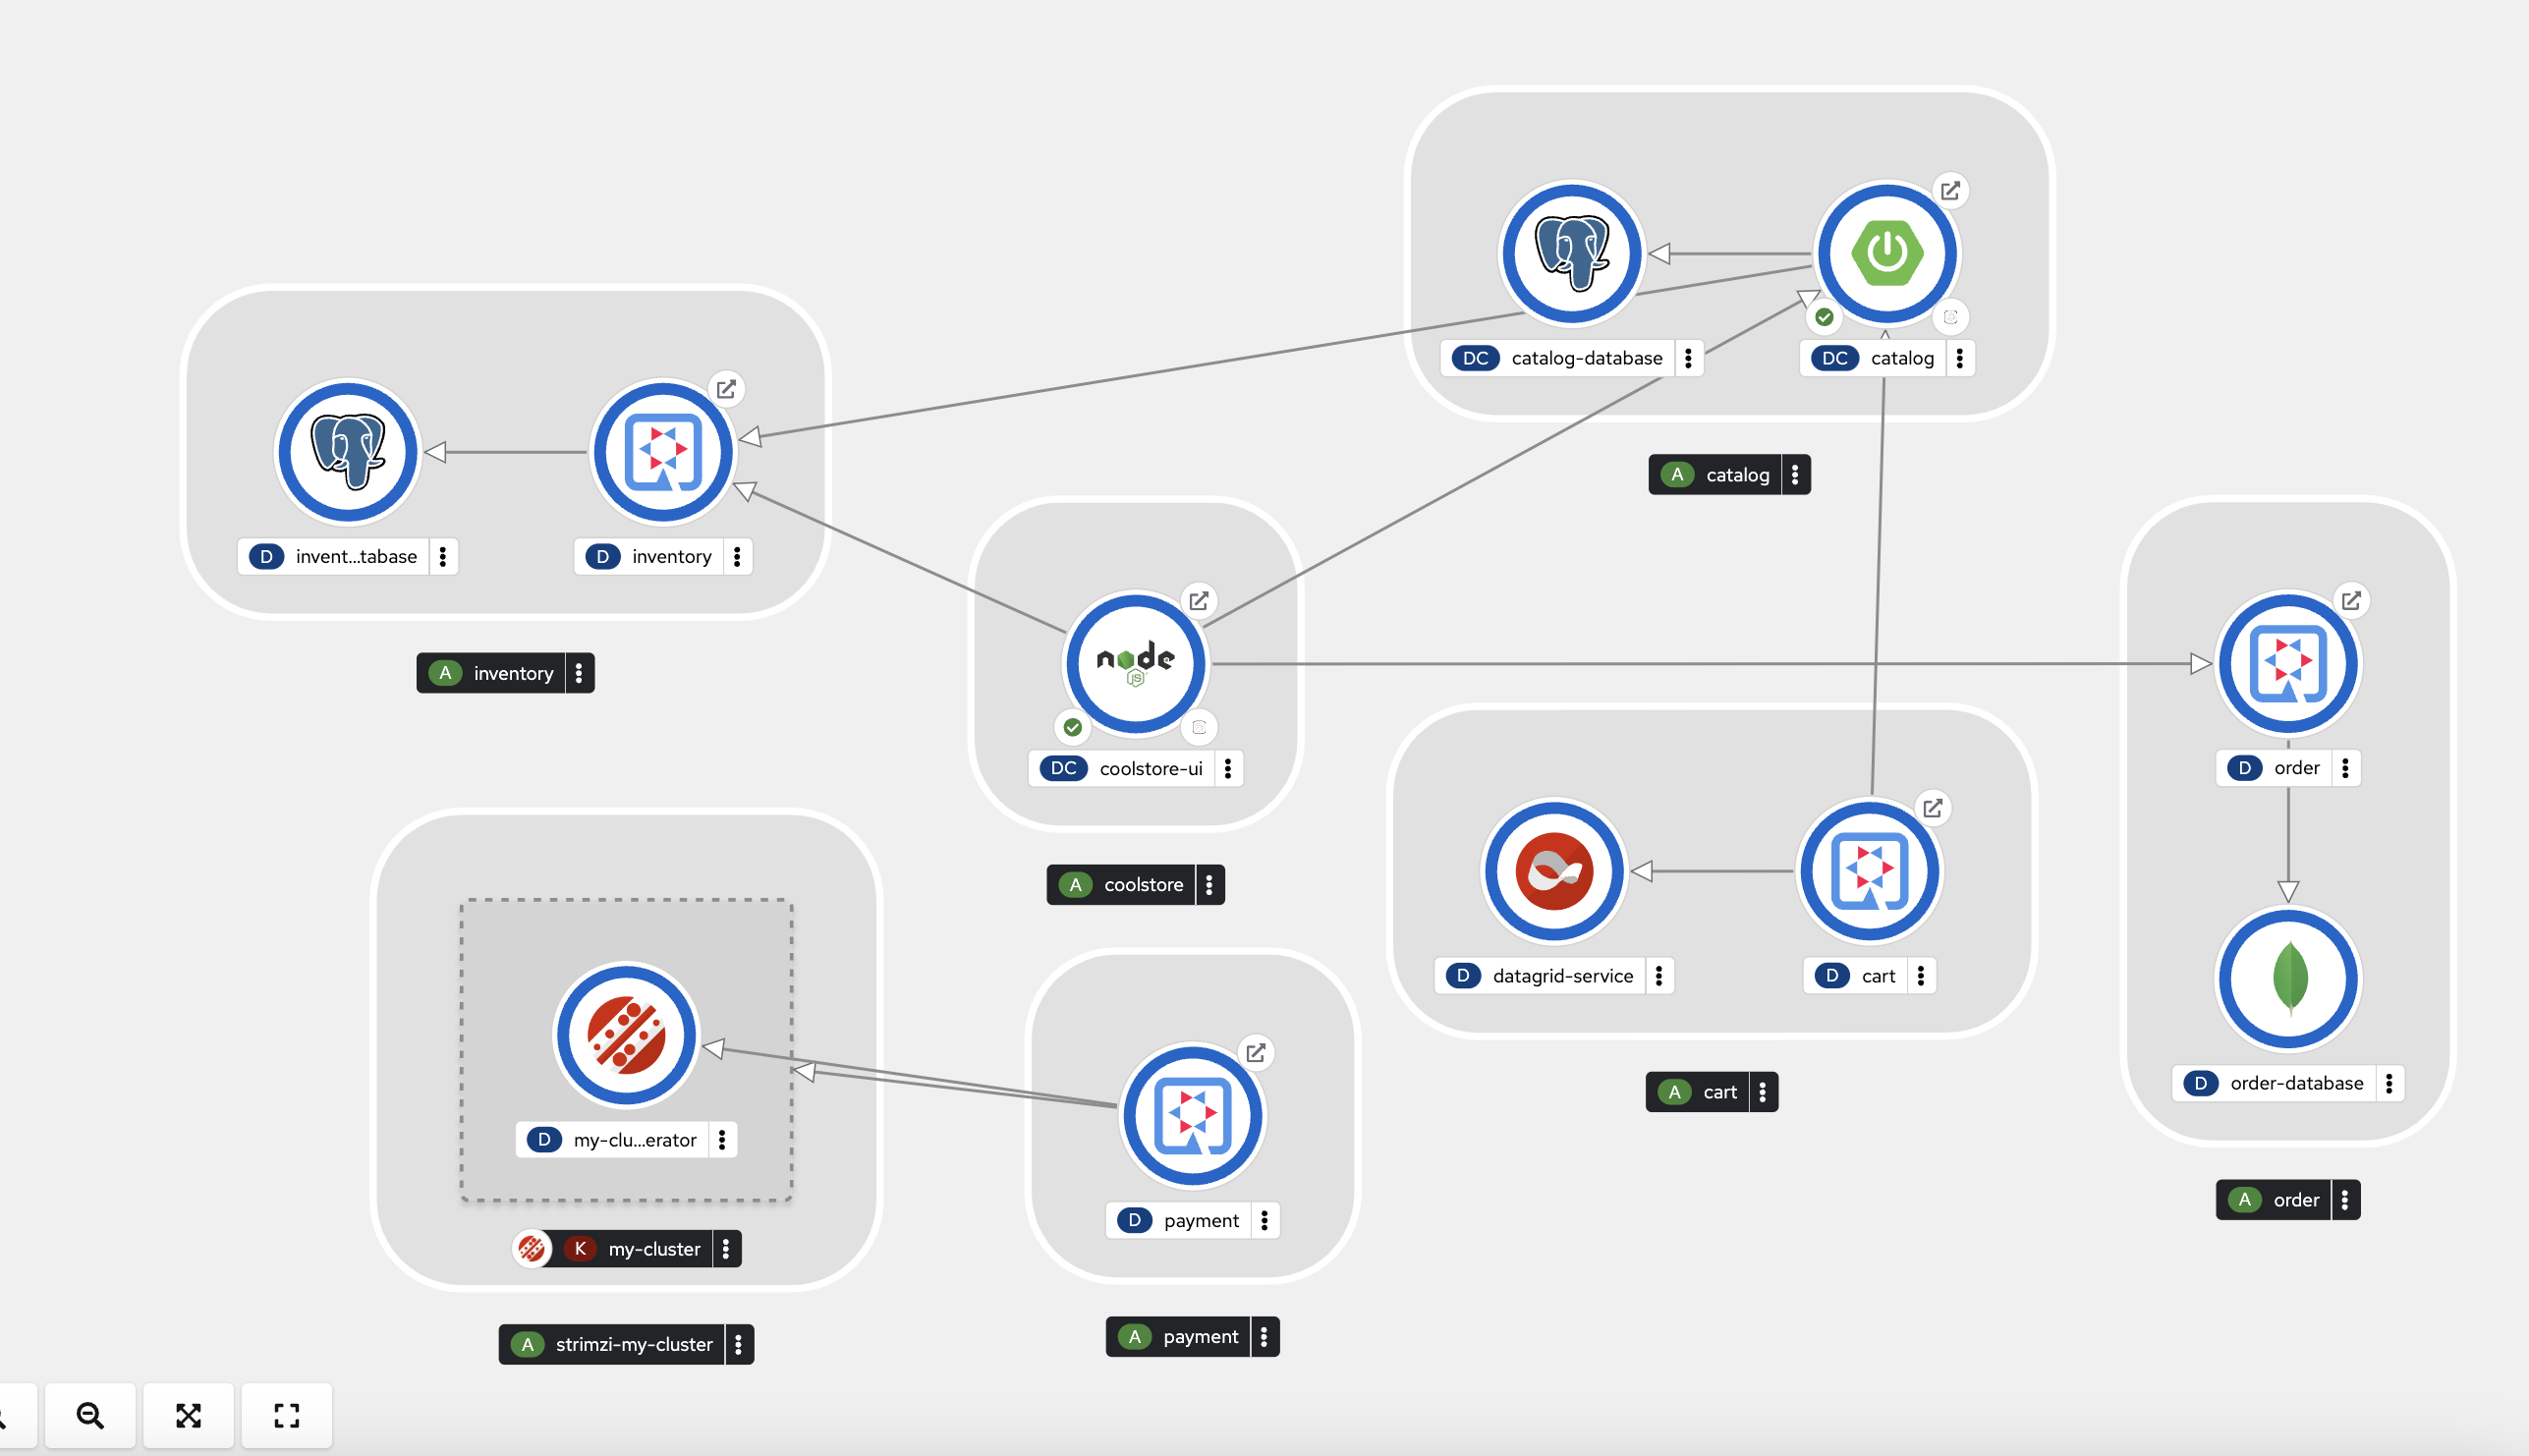 DC catalog-database
DC catalog
A catalog
D invent...tabase
D inventory
A inventory
node
JS
DC coolstore-ui
A coolstore
D order
D order-database
A order
D datagrid-service
D cart
A cart
D my-clu...erator
K my-cluster
A strimzi-my-cluster
D payment
A payment